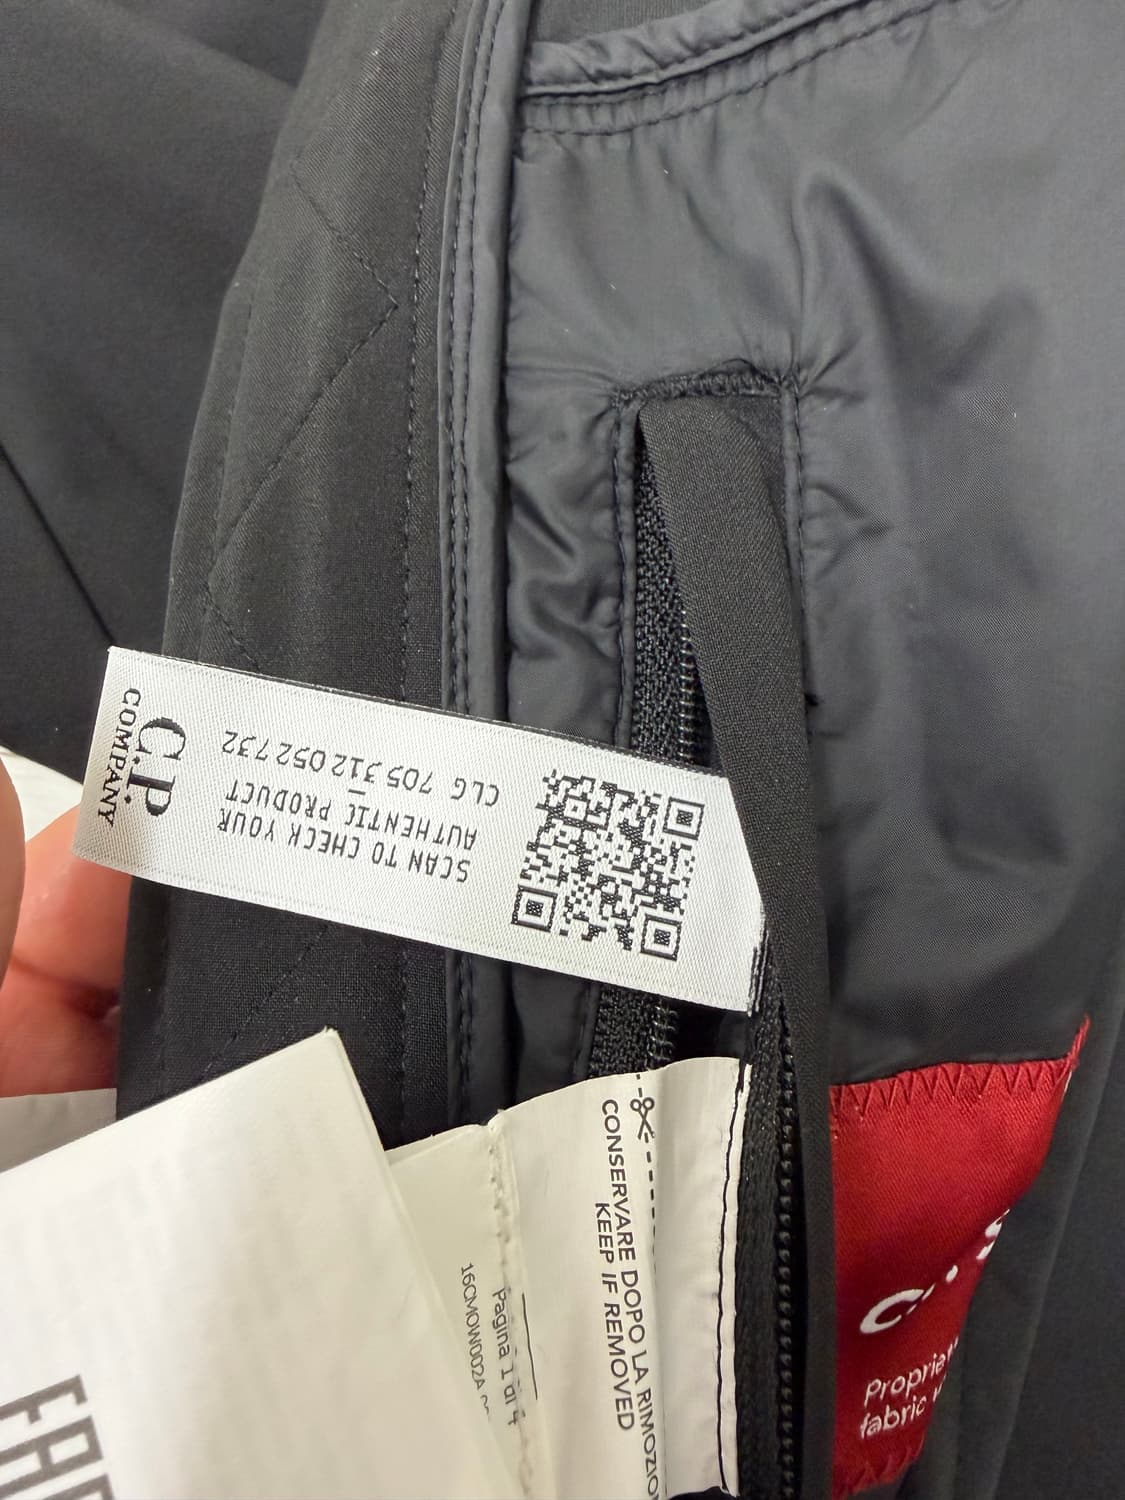 C.P.
COMPANY
SCAN TO CHECK YOUR
AUTHENTIC PRODUCT
CLG 705 312 052 732
CONSERVARE DOPO LA RIMOZIO
KEEP IF REMOVED
Pagina 1 di 4
16CMOW002A
C.P. S
Proprie
fabric